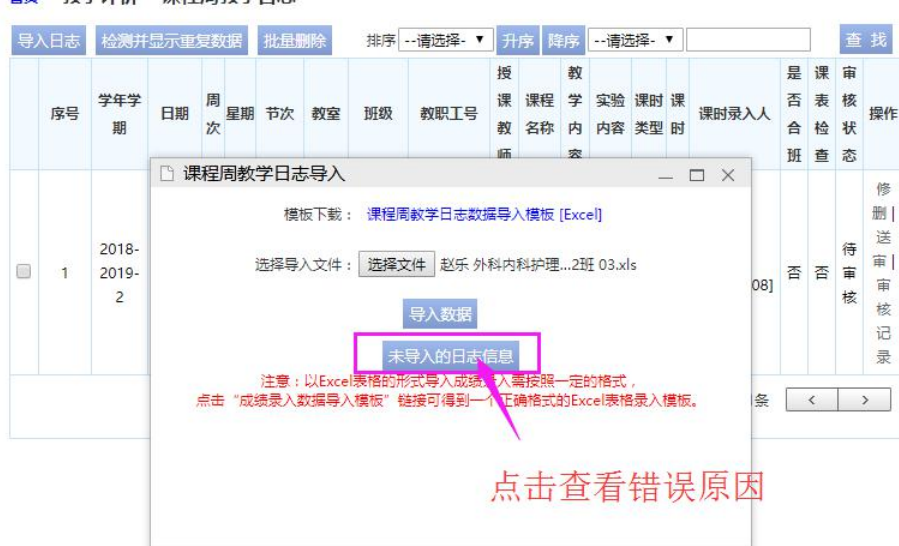 导入日志 检测并显示重复数据 批量删除 排序 --请选择- 升序 降序 --请选择- 查 找
序号 学年学期 日期 周次 星期 节次 教室 班级 教职工号 授课教师 课程名称 教学内容 实验内容 课时类型 课时 课时录入人 是否合班 课表检查 审核状态 操作
课程周教学日志导入
模板下载： 课程周教学日志数据导入模板 [Excel]
选择导入文件： 选择文件 赵乐 外科内科护理...2班 03.xls
1 2018-2019-2 08] 否 否 待审核 修 删| 送审| 审核记录
导入数据
未导入的日志信息
注意：以Excel表格的形式导入成绩录入需按照一定的格式，
点击“成绩录入数据导入模板”链接可得到一个正确格式的Excel表格录入模板。
条 < >
点击查看错误原因